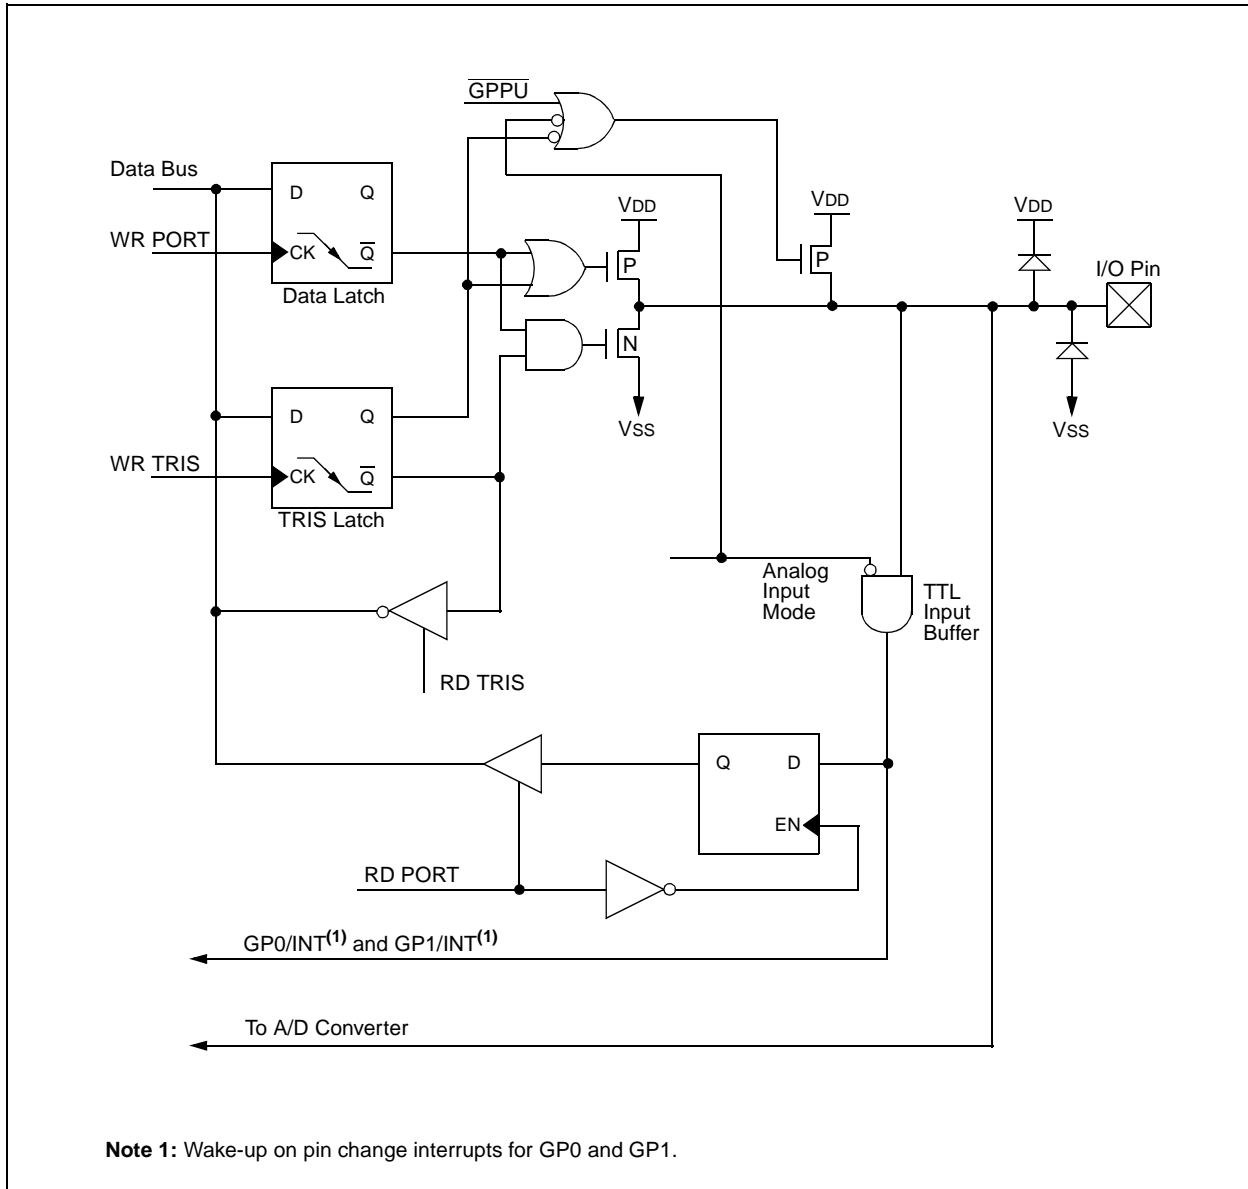 G̅P̅P̅U̅
Data Bus
D Q
VDD
VDD
VDD
WR PORT
CK Q̅
P
P
I/O Pin
Data Latch
N
D Q
VSS
VSS
WR TRIS
CK Q̅
TRIS Latch
Analog
Input
Mode
TTL
Input
Buffer
RD TRIS
Q D
EN
RD PORT
GP0/INT(1) and GP1/INT(1)
To A/D Converter
Note 1: Wake-up on pin change interrupts for GP0 and GP1.